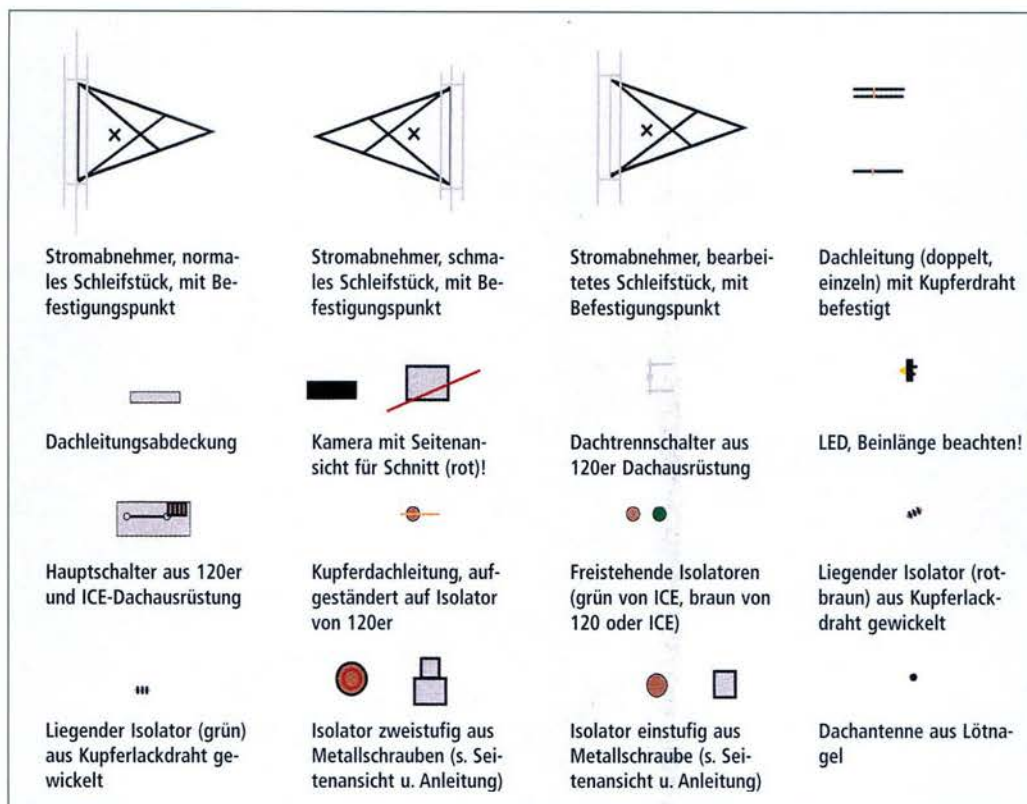 Stromabnehmer, norma-
les Schleifstück, mit Be-
festigungspunkt
Stromabnehmer, schma-
les Schleifstück, mit Be-
festigungspunkt
Stromabnehmer, bearbei-
tetes Schleifstück, mit
Befestigungspunkt
Dachleitung (doppelt,
einzeln) mit Kupferdraht
befestigt
Dachleitungsabdeckung
Kamera mit Seitenan-
sicht für Schnitt (rot)!
Dachtrennschalter aus
120er Dachausrüstung
LED, Beinlänge beachten!
Hauptschalter aus 120er
und ICE-Dachausrüstung
Kupferdachleitung, auf-
geständert auf Isolator
von 120er
Freistehende Isolatoren
(grün von ICE, braun von
120 oder ICE)
Liegender Isolator (rot-
braun) aus Kupferlack-
draht gewickelt
Liegender Isolator (grün)
aus Kupferlackdraht ge-
wickelt
Isolator zweistufig aus
Metallschrauben (s. Sei-
tenansicht u. Anleitung)
Isolator einstufig aus
Metallschraube (s. Sei-
tenansicht u. Anleitung)
Dachantenne aus Lötna-
gel